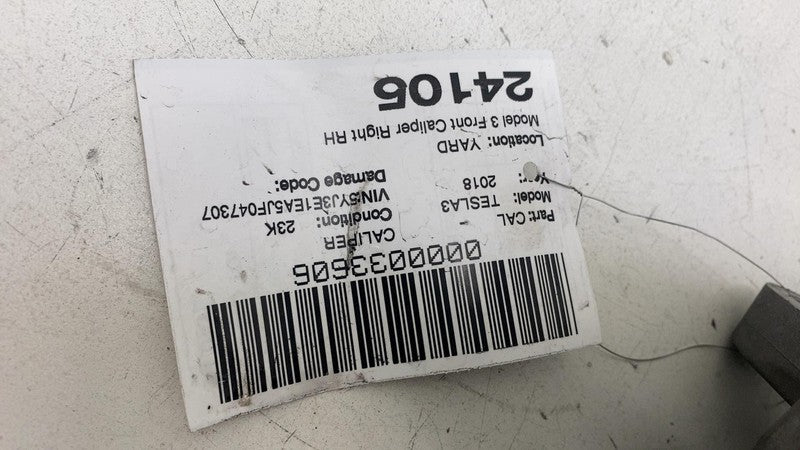 0000033606
Part: CAL CALIPER
Model: TESLA3 Condition: 23K
Year: 2018 VIN:5YJ3E1EA5JF047307
Damage Code:
Location: YARD
Model 3 Front Caliper Right RH
24105